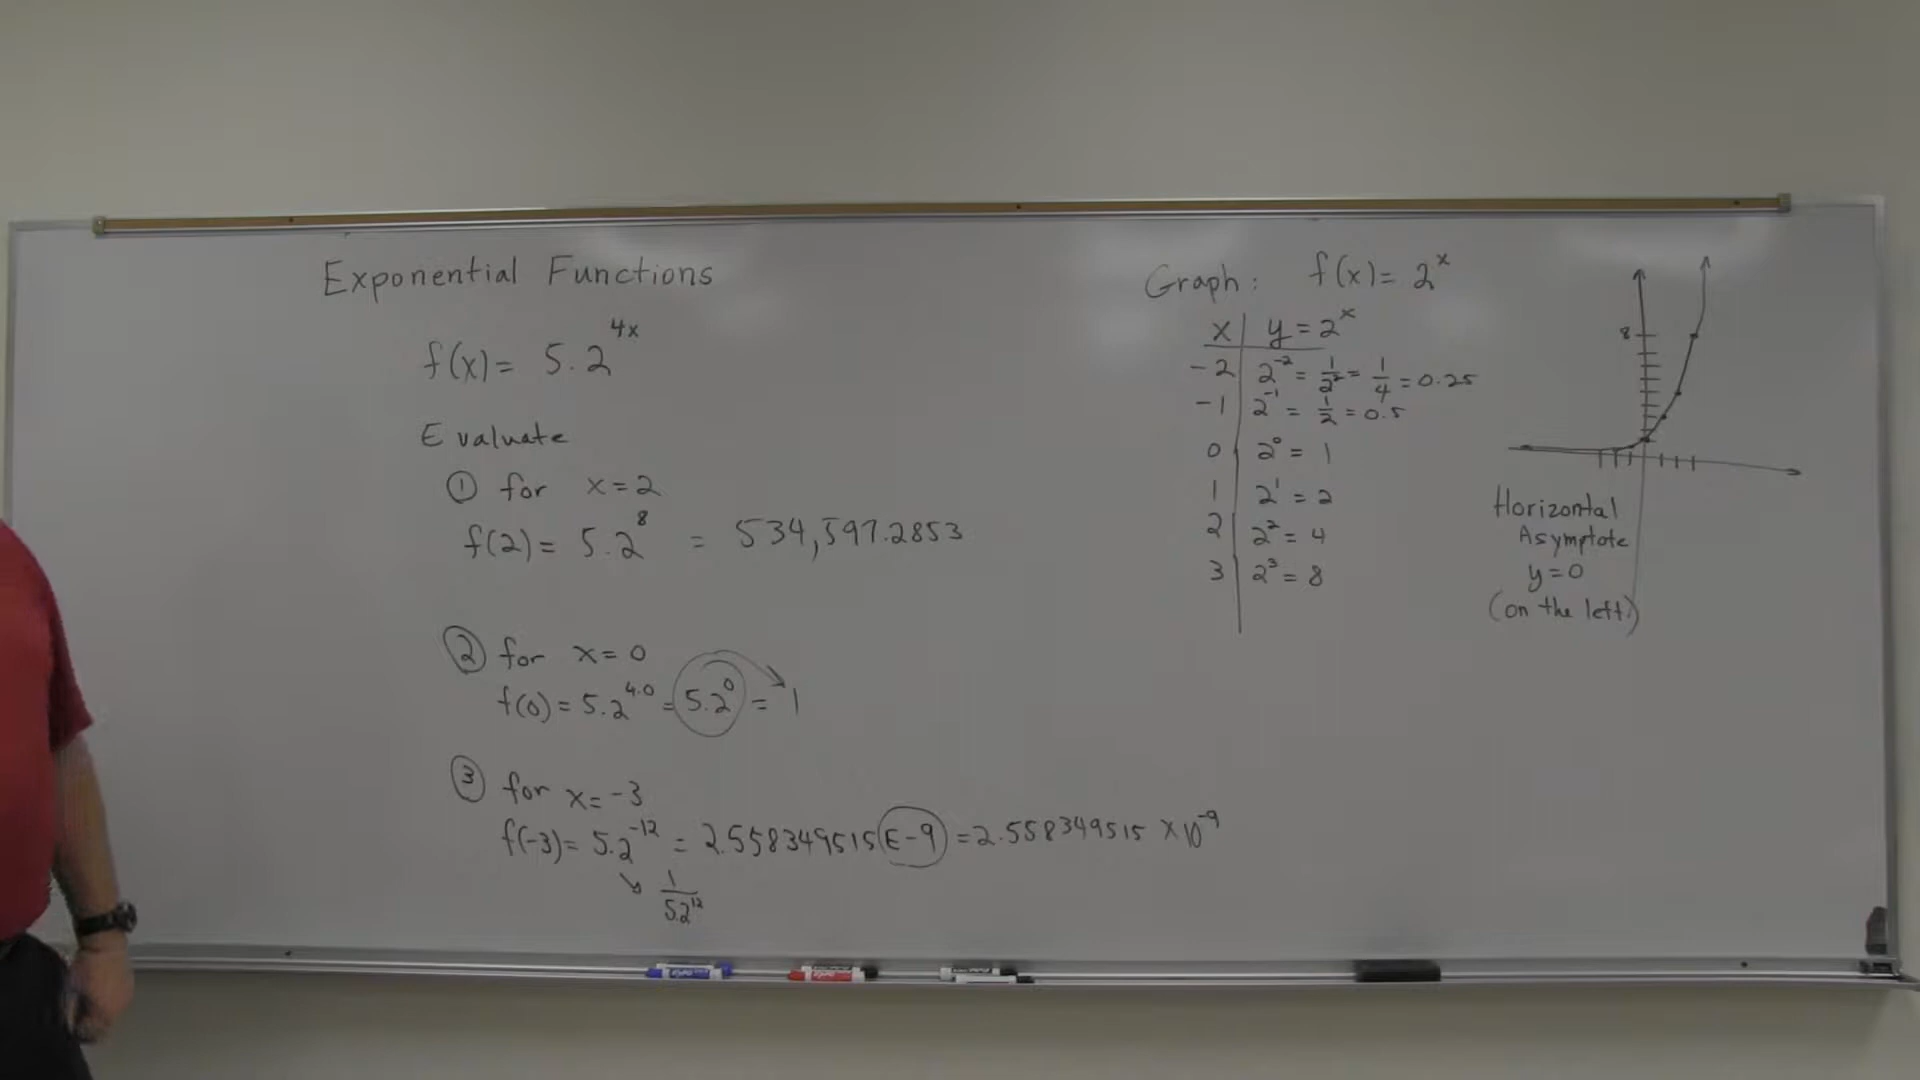 Exponential Functions
f(x) = 5.2^4x
Evaluate
① for x=2
f(2) = 5.2^8 = 534,597.2853
② for x=0
f(0) = 5.2^4·0 = 5.2^0 = 1
③ for x=-3
f(-3) = 5.2^-12 = 2.558349515E-9 = 2.558349515 × 10^-9
1/5.2^12
Graph: f(x) = 2^x
x | y = 2^x
-2 | 2^-2 = 1/2^2 = 1/4 = 0.25
-1 | 2^-1 = 1/2 = 0.5
0 | 2^0 = 1
1 | 2^1 = 2
2 | 2^2 = 4
3 | 2^3 = 8
8
Horizontal
Asymptote
y=0
(on the left)